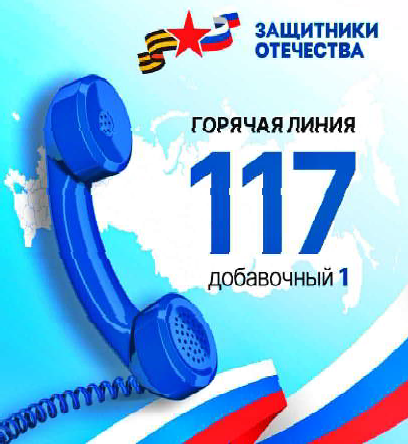 ЗАЩИТНИКИ
ОТЕЧЕСТВА
ГОРЯЧАЯ ЛИНИЯ
117
добавочный 1